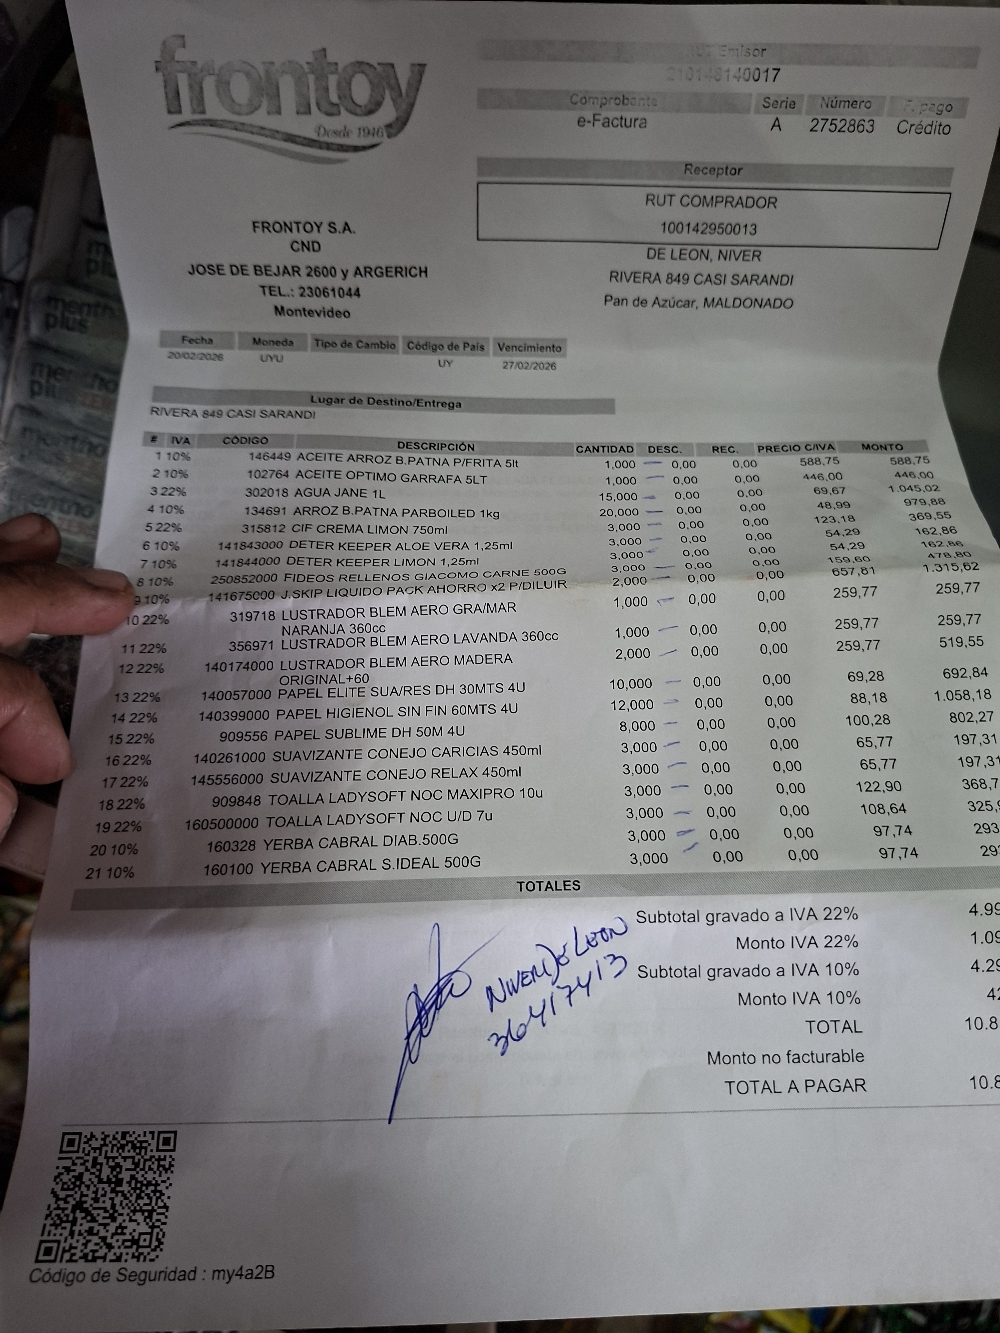 frontoy
Desde 1946
FRONTOY S.A.
CND
JOSE DE BEJAR 2600 y ARGERICH
TEL.: 23061044
Montevideo
Emisor
210148140017
Comprobante Serie Número F. pago
e-Factura A 2752863 Crédito
Receptor
RUT COMPRADOR
100142950013
DE LEON, NIVER
RIVERA 849 CASI SARANDI
Pan de Azúcar, MALDONADO
Fecha Moneda Tipo de Cambio Código de País Vencimiento
20/02/2026 UYU UY 27/02/2026
Lugar de Destino/Entrega
RIVERA 849 CASI SARANDI
# IVA CÓDIGO DESCRIPCIÓN CANTIDAD DESC. REC. PRECIO C/IVA MONTO
1 10% 146449 ACEITE ARROZ B.PATNA P/FRITA 5lt 1,000 0,00 0,00 588,75 588,75
2 10% 102764 ACEITE OPTIMO GARRAFA 5LT 1,000 0,00 0,00 446,00 446,00
3 22% 302018 AGUA JANE 1L 15,000 0,00 0,00 69,67 1.045,02
4 10% 134691 ARROZ B.PATNA PARBOILED 1kg 20,000 0,00 0,00 48,99 979,88
5 22% 315812 CIF CREMA LIMON 750ml 3,000 0,00 0,00 123,18 369,55
6 10% 141843000 DETER KEEPER ALOE VERA 1,25ml 3,000 0,00 0,00 54,29 162,86
7 10% 141844000 DETER KEEPER LIMON 1,25ml 3,000 0,00 0,00 54,29 162,86
8 10% 250852000 FIDEOS RELLENOS GIACOMO CARNE 500G 3,000 0,00 0,00 159,60 478,80
9 10% 141675000 J.SKIP LIQUIDO PACK AHORRO x2 P/DILUIR 2,000 0,00 0,00 657,81 1.315,62
10 22% 319718 LUSTRADOR BLEM AERO GRA/MAR 1,000 0,00 0,00 259,77 259,77
NARANJA 360cc
11 22% 356971 LUSTRADOR BLEM AERO LAVANDA 360cc 1,000 0,00 0,00 259,77 259,77
12 22% 140174000 LUSTRADOR BLEM AERO MADERA 2,000 0,00 0,00 259,77 519,55
ORIGINAL+60
13 22% 140057000 PAPEL ELITE SUA/RES DH 30MTS 4U 10,000 0,00 0,00 69,28 692,84
14 22% 140399000 PAPEL HIGIENOL SIN FIN 60MTS 4U 12,000 0,00 0,00 88,18 1.058,18
15 22% 909556 PAPEL SUBLIME DH 50M 4U 8,000 0,00 0,00 100,28 802,27
16 22% 140261000 SUAVIZANTE CONEJO CARICIAS 450ml 3,000 0,00 0,00 65,77 197,31
17 22% 145556000 SUAVIZANTE CONEJO RELAX 450ml 3,000 0,00 0,00 65,77 197,31
18 22% 909848 TOALLA LADYSOFT NOC MAXIPRO 10u 3,000 0,00 0,00 122,90 368,7
19 22% 160500000 TOALLA LADYSOFT NOC U/D 7u 3,000 0,00 0,00 108,64 325,9
20 10% 160328 YERBA CABRAL DIAB.500G 3,000 0,00 0,00 97,74 293
21 10% 160100 YERBA CABRAL S.IDEAL 500G 3,000 0,00 0,00 97,74 29
TOTALES
Subtotal gravado a IVA 22% 4.99
Monto IVA 22% 1.09
Subtotal gravado a IVA 10% 4.29
Monto IVA 10% 42
TOTAL 10.8
Monto no facturable
TOTAL A PAGAR 10.8
NIVER De LEON
36417413
Código de Seguridad : my4a2B
mentho
plus